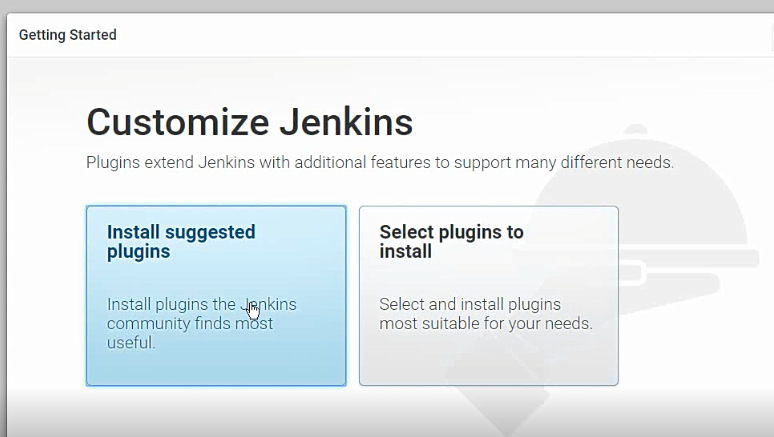 Getting Started
Customize Jenkins
Plugins extend Jenkins with additional features to support many different needs.
Install suggested
plugins
Install plugins the Jenkins
community finds most
useful.
Select plugins to
install
Select and install plugins
most suitable for your needs.